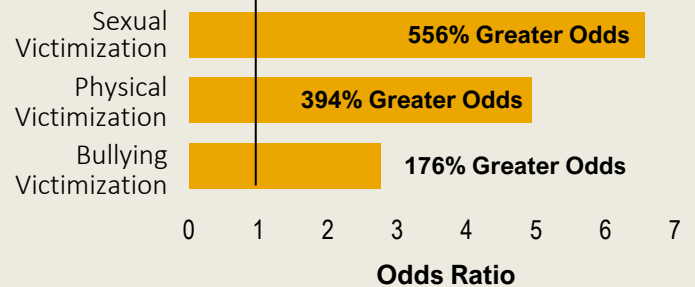 Sexual
Victimization
556% Greater Odds
Physical
Victimization
394% Greater Odds
Bullying
Victimization
176% Greater Odds
0 1 2 3 4 5 6 7
Odds Ratio